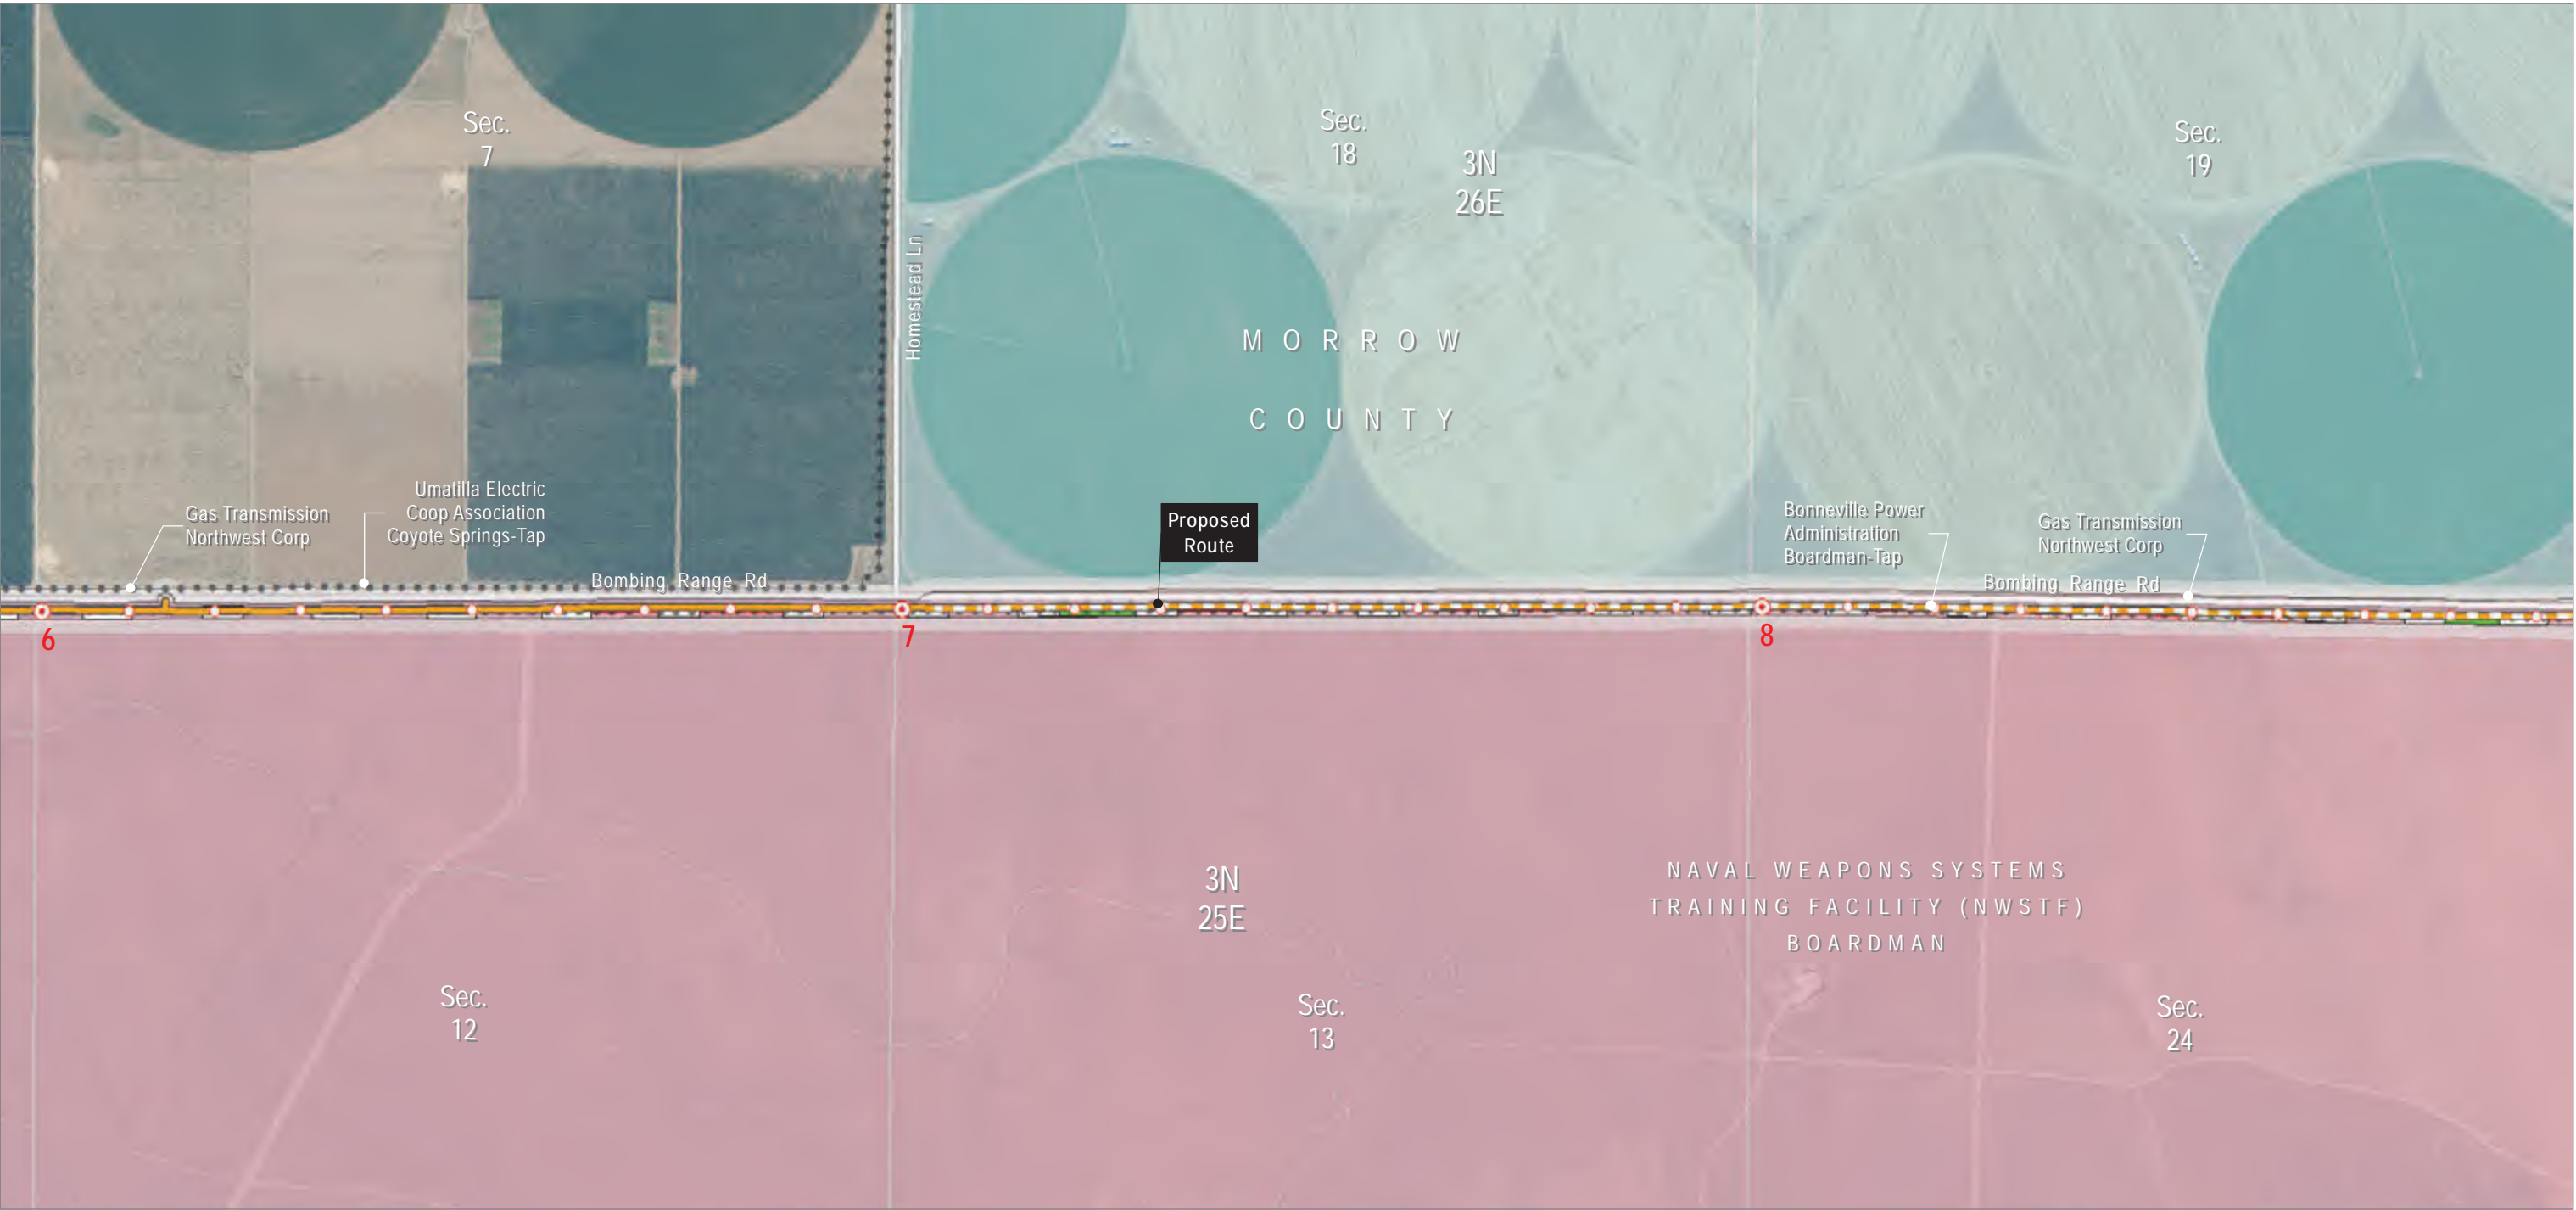 Sec.
7
Sec.
18
3N
26E
Sec.
19
Homestead Ln
MORROW
COUNTY
Gas Transmission
Northwest Corp
Umatilla Electric
Coop Association
Coyote Springs-Tap
Bombing Range Rd
Proposed
Route
Bonneville Power
Administration
Boardman-Tap
Gas Transmission
Northwest Corp
Bombing Range Rd
6
7
8
3N
25E
NAVAL WEAPONS SYSTEMS
TRAINING FACILITY (NWSTF)
BOARDMAN
Sec.
12
Sec.
13
Sec.
24